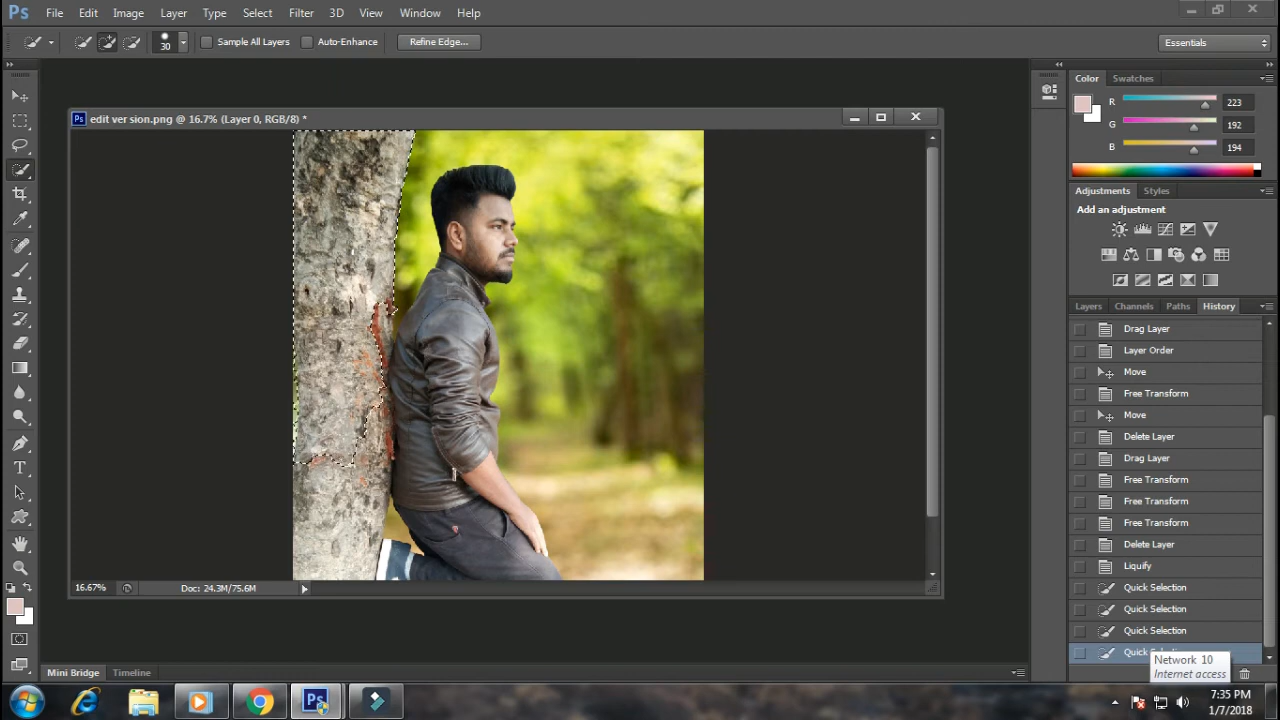 Ps File Edit Image Layer Type Select Filter 3D View Window Help
30 Sample All Layers Auto-Enhance Refine Edge... Essentials
Color Swatches
R 223
G 192
B 194
Ps edit ver sion.png @ 16.7% (Layer 0, RGB/8) *
Adjustments Styles
Add an adjustment
Layers Channels Paths History
Drag Layer
Layer Order
Move
Free Transform
Move
Delete Layer
Drag Layer
Free Transform
Free Transform
Free Transform
Delete Layer
Liquify
Quick Selection
Quick Selection
Quick Selection
Quick
Network 10
Internet access
16.67% Doc: 24.3M/75.6M
Mini Bridge Timeline
Ps
7:35 PM
1/7/2018